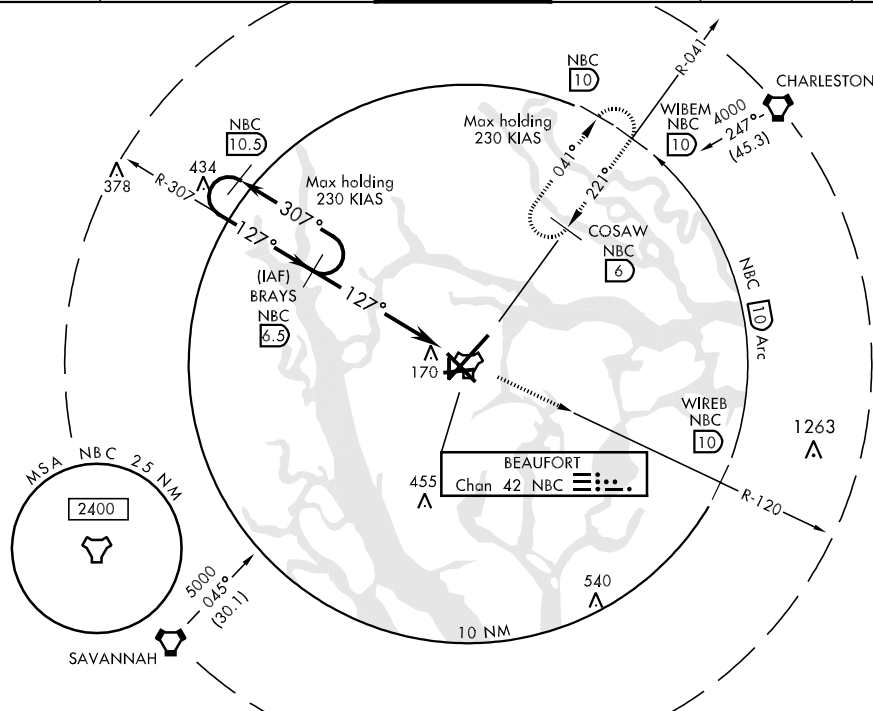 R-041
NBC
10
CHARLESTON
WIBEM
NBC
10
4000
247°
(45.3)
Max holding
230 KIAS
041°
221°
NBC
10.5
434
378
R-307
Max holding
230 KIAS
307°
127°
(IAF)
BRAYS
NBC
6.5
127°
COSAW
NBC
6
NBC 10 Arc
170
WIREB
NBC
10
1263
BEAUFORT
Chan 42 NBC
455
R-120
MSA NBC 25 NM
2400
5000
045°
(30.1)
540
10 NM
SAVANNAH